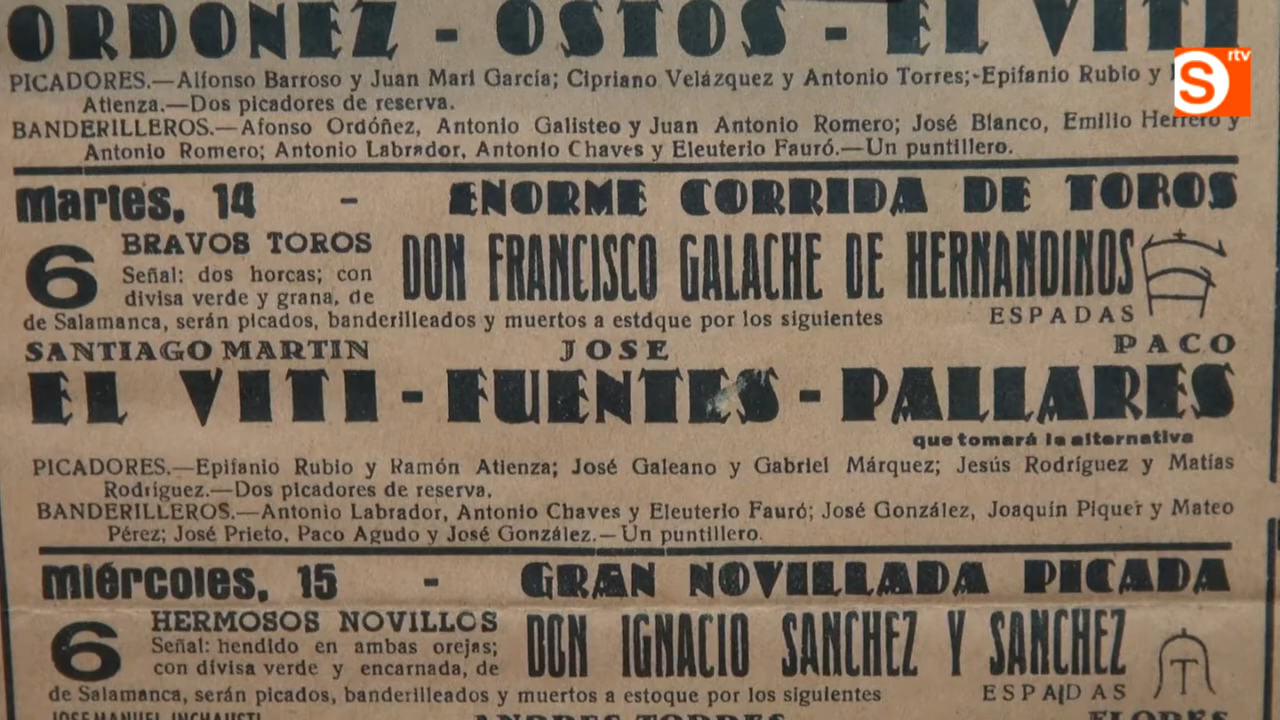 ORDOÑEZ - OSTOS - EL VITI
rtv
S
PICADORES.—Alfonso Barroso y Juan Mari García; Cipriano Velázquez y Antonio Torres; Epifanio Rubio y
Atienza.—Dos picadores de reserva.
BANDERILLEROS.—Afonso Ordóñez, Antonio Galisteo y Juan Antonio Romero; José Blanco, Emilio Herrero y
Antonio Romero; Antonio Labrador, Antonio Chaves y Eleuterio Fauró.—Un puntillero.
Martes, 14 - ENORME CORRIDA DE TOROS
6 BRAVOS TOROS DON FRANCISCO GALACHE DE HERNANDINOS
Señal: dos horcas; con
divisa verde y grana, de
de Salamanca, serán picados, banderilleados y muertos a estdque por los siguientes ESPADAS
SANTIAGO MARTIN JOSE PACO
EL VITI - FUENTES - PALLARES
que tomará la alternativa
PICADORES.—Epifanio Rubio y Ramón Atienza; José Galeano y Gabriel Márquez; Jesús Rodríguez y Matías
Rodríguez.—Dos picadores de reserva.
BANDERILLEROS.—Antonio Labrador, Antonio Chaves y Eleuterio Fauró; José González, Joaquín Piquer y Mateo
Pérez; José Prieto, Paco Agudo y José González.—Un puntillero.
Miércoles, 15 - GRAN NOVILLADA PICADA
6 HERMOSOS NOVILLOS DON IGNACIO SANCHEZ Y SANCHEZ
Señal: hendido en ambas orejas;
con divisa verde y encarnada, de
de Salamanca, serán picados, banderilleados y muertos a estoque por los siguientes ESPADAS
JOSE MANUEL INCHAUSTI ANDRES TORRES FLORES